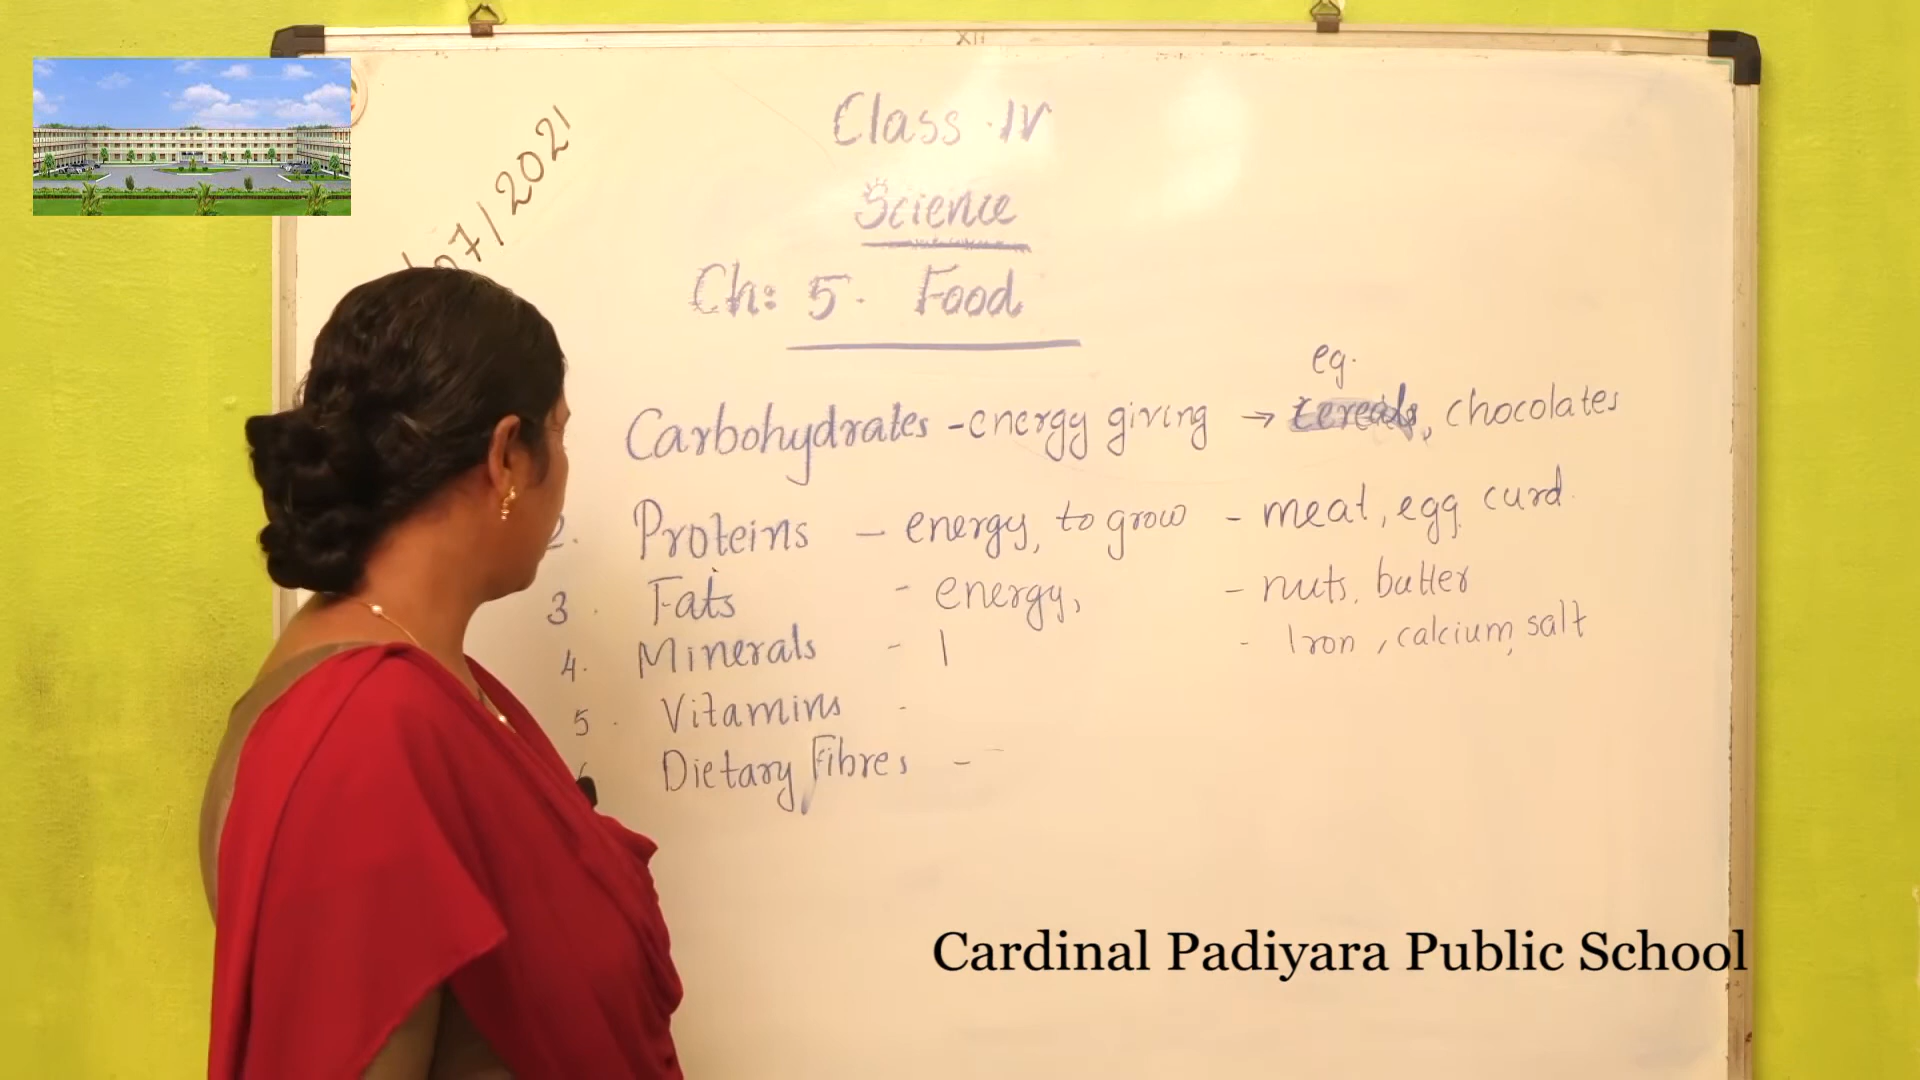 XII
07/2021
Class IV
Science
Ch: 5. Food
eg.
Carbohydrates - energy giving → cereals, chocolates
2. Proteins - energy, to grow - meat, egg, curd
3. Fats - energy, - nuts, butter
4. Minerals - | - Iron, calcium, salt
5. Vitamins -
Dietary Fibres -
Cardinal Padiyara Public School